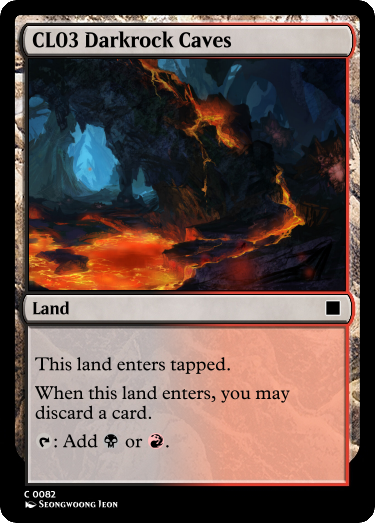 CL03 Darkrock Caves
Land
This land enters tapped.
When this land enters, you may
discard a card.
: Add or .
C 0082
Seongwoong Jeon